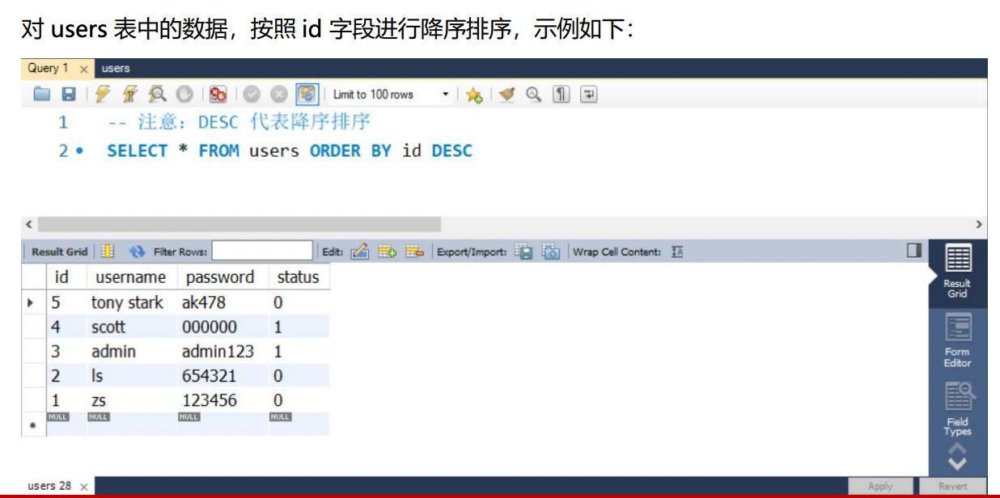 对 users 表中的数据，按照 id 字段进行降序排序，示例如下：
Query 1 × users
Limit to 100 rows
1 -- 注意：DESC 代表降序排序
2 SELECT * FROM users ORDER BY id DESC
Result Grid Filter Rows: Edit: Export/Import: Wrap Cell Content:
id username password status
5 tony stark ak478 0
4 scott 000000 1
3 admin admin123 1
2 ls 654321 0
1 zs 123456 0
NULL NULL NULL NULL
Result
Grid
Form
Editor
Field
Types
users 28 × Apply Revert